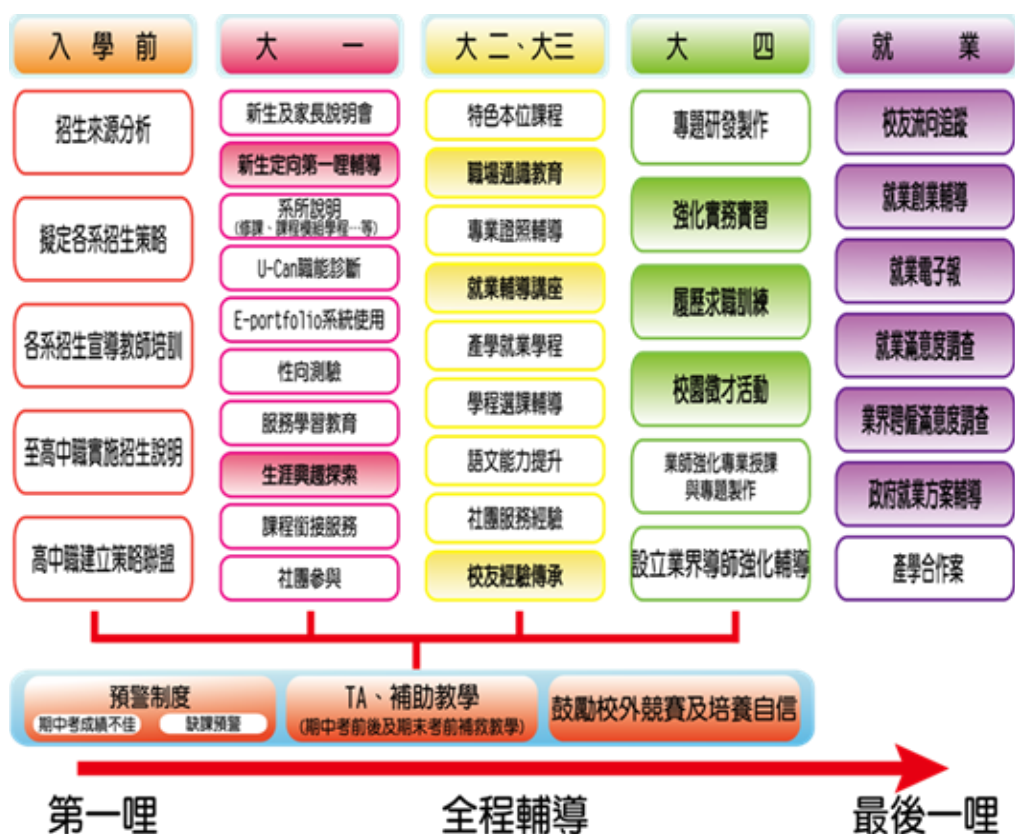 入學前
招生來源分析
擬定各系招生策略
各系招生宣導教師培訓
至高中職實施招生說明
高中職建立策略聯盟
大一
新生及家長說明會
新生定向第一哩輔導
系所說明
(修課、課程模組學程…等)
U-Can職能診斷
E-portfolio系統使用
性向測驗
服務學習教育
生涯興趣探索
課程銜接服務
社團參與
大二、大三
特色本位課程
職場通識教育
專業證照輔導
就業輔導講座
產學就業學程
學程選課輔導
語文能力提升
社團服務經驗
校友經驗傳承
大四
專題研發製作
強化實務實習
履歷求職訓練
校園徵才活動
業師強化專業授課
與專題製作
設立業界導師強化輔導
就業
校友流向追蹤
就業創業輔導
就業電子報
就業滿意度調查
業界聘僱滿意度調查
政府就業方案輔導
產學合作案
預警制度
期中考成績不佳
缺課預警
TA、補助教學
(期中考前後及期末考前補救教學)
鼓勵校外競賽及培養自信
第一哩
全程輔導
最後一哩